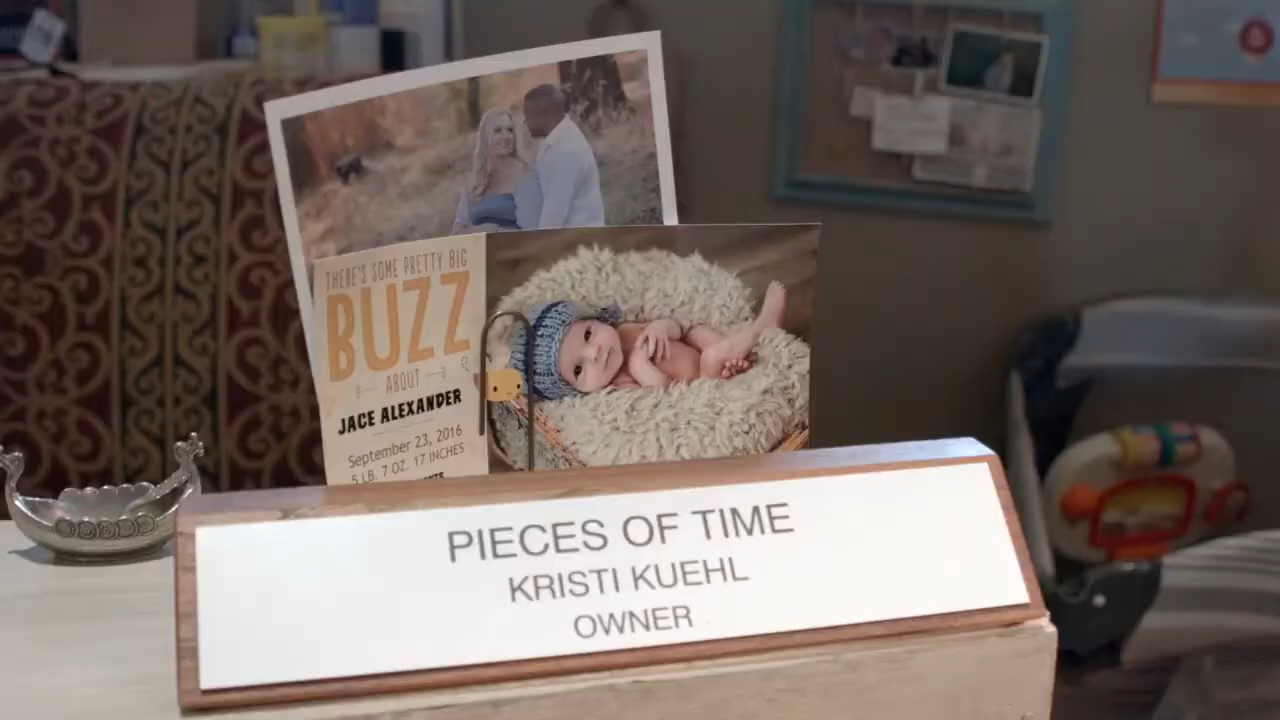 THERE'S SOME PRETTY BIG
BUZZ
ABOUT
JACE ALEXANDER
September 23, 2016
5 LB. 7 OZ. 17 INCHES
PIECES OF TIME
KRISTI KUEHL
OWNER